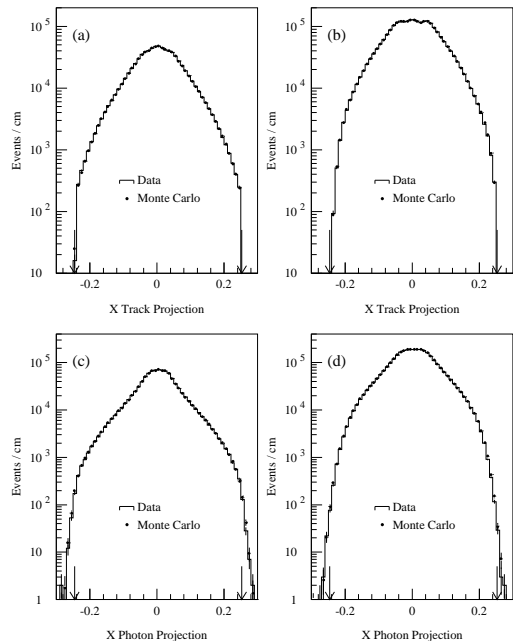 (a)
Events / cm
10^5
10^4
10^3
10^2
10
Data
Monte Carlo
-0.2
0
0.2
X Track Projection
(b)
Events / cm
10^5
10^4
10^3
10^2
10
Data
Monte Carlo
-0.2
0
0.2
X Track Projection
(c)
Events / cm
10^5
10^4
10^3
10^2
10
1
Data
Monte Carlo
-0.2
0
0.2
X Photon Projection
(d)
Events / cm
10^5
10^4
10^3
10^2
10
1
Data
Monte Carlo
-0.2
0
0.2
X Photon Projection